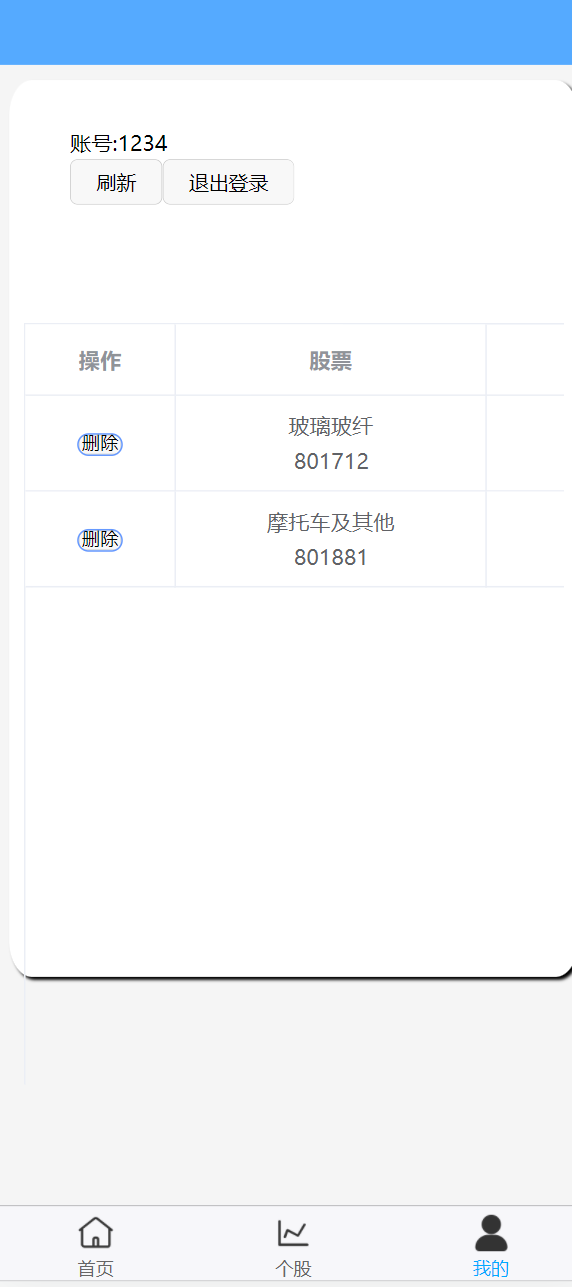 账号:1234
刷新 退出登录
操作 股票
玻璃玻纤
删除
801712
摩托车及其他
删除
801881
首页 个股 我的